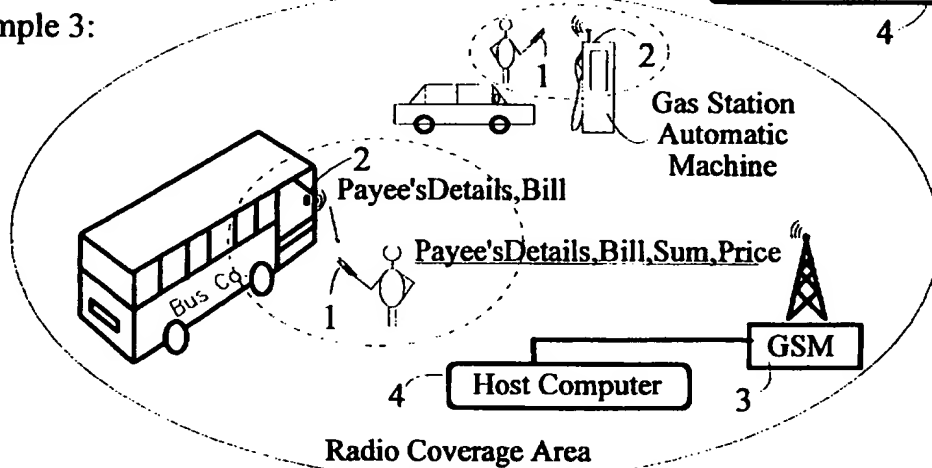 mple 3:
4
1
2
Gas Station
Automatic
Machine
2
Payee'sDetails,Bill
Payee'sDetails,Bill,Sum,Price
Bus Co.
1
GSM
4
Host Computer
3
Radio Coverage Area